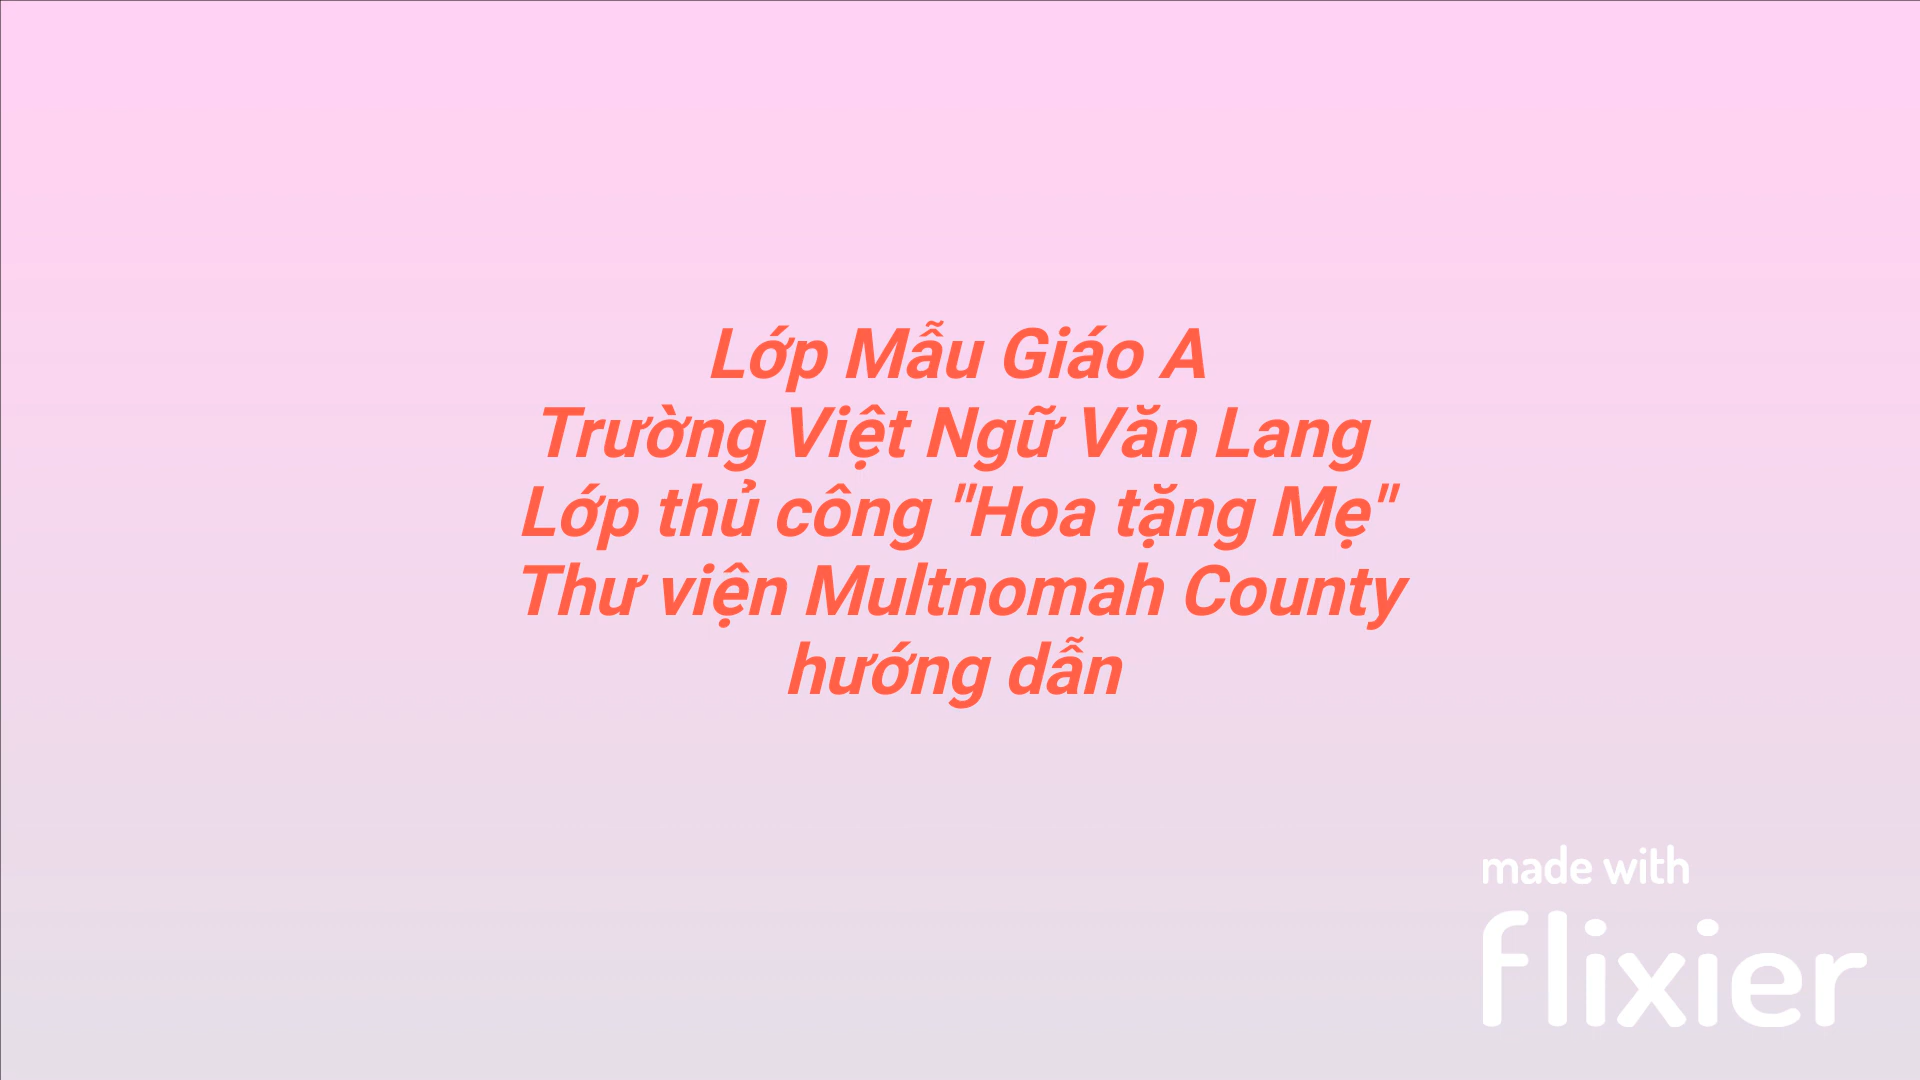 Lớp Mẫu Giáo A
Trường Việt Ngữ Văn Lang
Lớp thủ công "Hoa tặng Mẹ"
Thư viện Multnomah County
hướng dẫn
made with
flixier